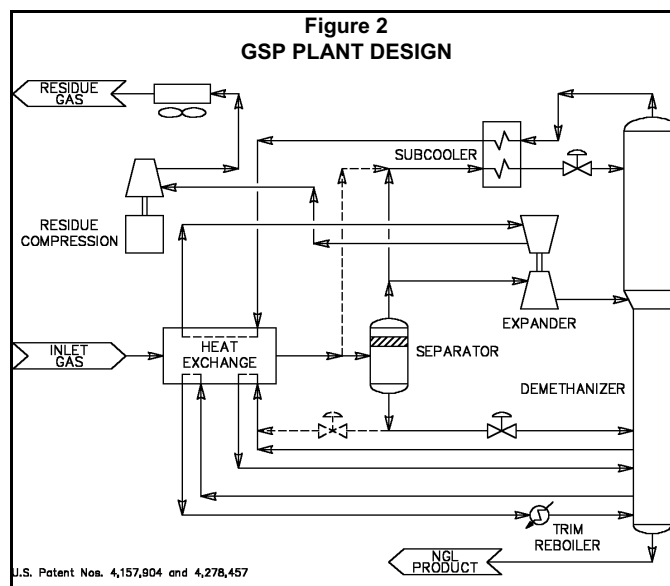 Figure 2
GSP PLANT DESIGN
RESIDUE
GAS
SUBCOOLER
RESIDUE
COMPRESSION
EXPANDER
INLET
GAS
HEAT
EXCHANGE
SEPARATOR
DEMETHANIZER
TRIM
REBOILER
NGL
PRODUCT
U.S. Patent Nos. 4,157,904 and 4,278,457